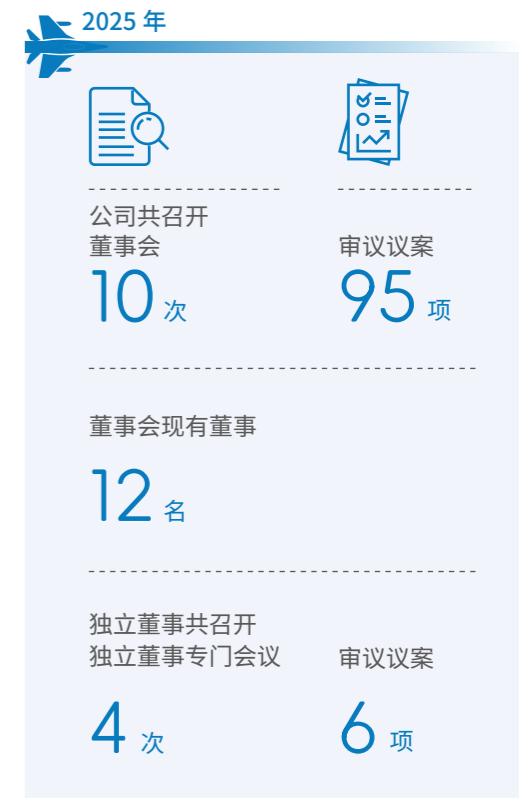 2025 年
公司共召开
董事会
10 次
审议议案
95 项
董事会现有董事
12 名
独立董事共召开
独立董事专门会议
4 次
审议议案
6 项